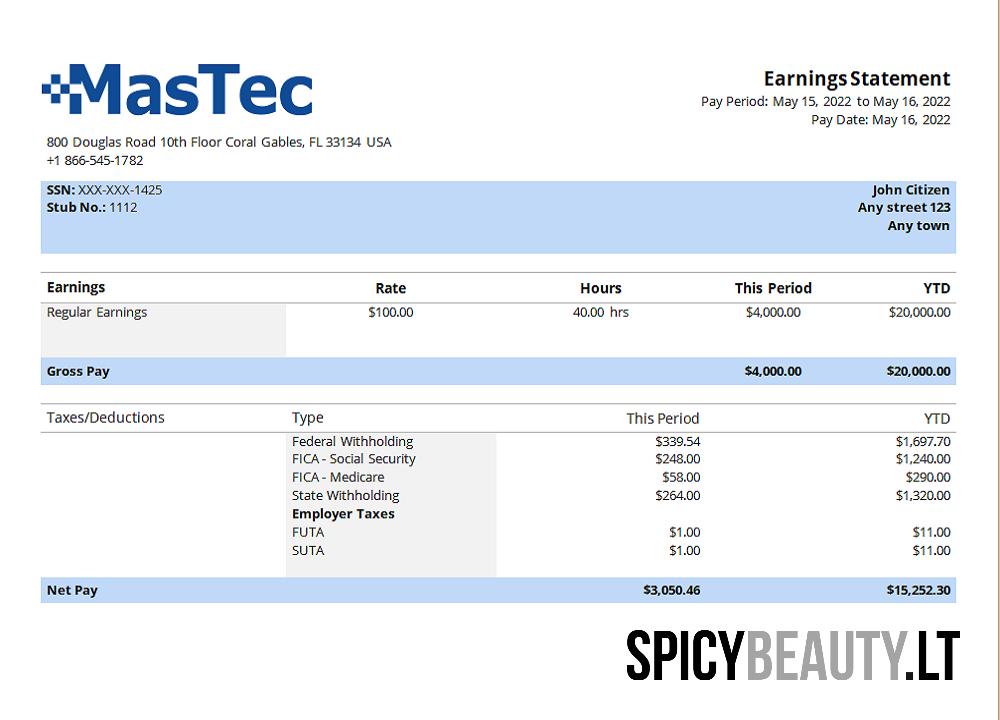 MasTec
Earnings Statement
Pay Period: May 15, 2022 to May 16, 2022
Pay Date: May 16, 2022
800 Douglas Road 10th Floor Coral Gables, FL 33134 USA
+1 866-545-1782
SSN: XXX-XXX-1425 John Citizen
Stub No.: 1112 Any street 123
Any town
Earnings Rate Hours This Period YTD
Regular Earnings $100.00 40.00 hrs $4,000.00 $20,000.00
Gross Pay $4,000.00 $20,000.00
Taxes/Deductions Type This Period YTD
Federal Withholding $339.54 $1,697.70
FICA - Social Security $248.00 $1,240.00
FICA - Medicare $58.00 $290.00
State Withholding $264.00 $1,320.00
Employer Taxes
FUTA $1.00 $11.00
SUTA $1.00 $11.00
Net Pay $3,050.46 $15,252.30
SPICYBEAUTY.LT